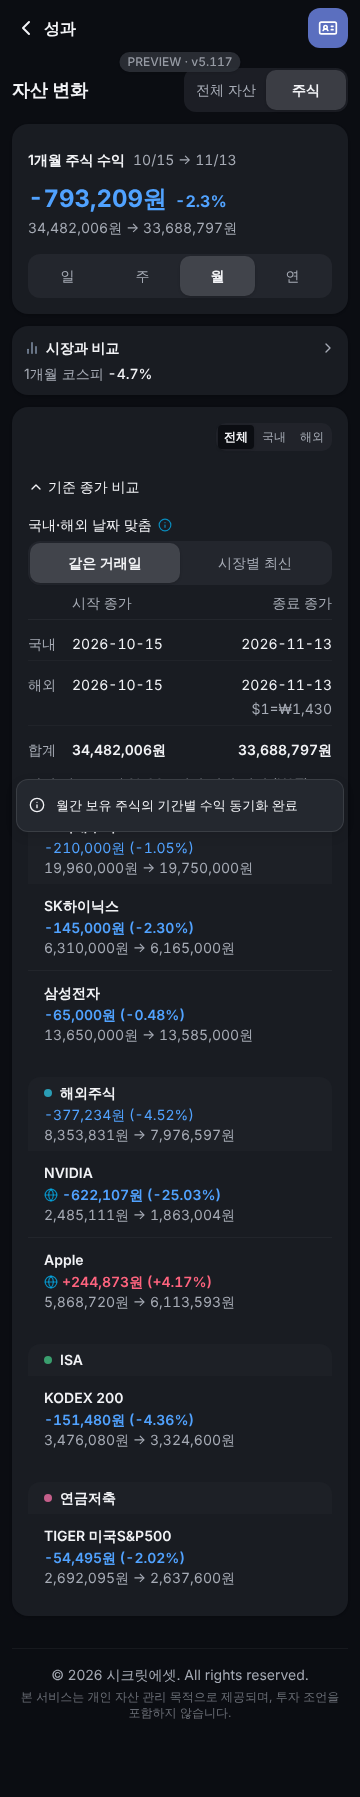 성과
PREVIEW · v5.117
자산 변화
전체 자산 주식
1개월 주식 수익 10/15 → 11/13
-793,209원 -2.3%
34,482,006원 → 33,688,797원
일 주 월 연
시장과 비교
1개월 코스피 -4.7%
전체 국내 해외
기준 종가 비교
국내·해외 날짜 맞춤
같은 거래일 시장별 최신
시작 종가 종료 종가
국내 2026-10-15 2026-11-13
해외 2026-10-15 2026-11-13
$1=₩1,430
합계 34,482,006원 33,688,797원
월간 보유 주식의 기간별 수익 동기화 완료
-210,000원 (-1.05%)
19,960,000원 → 19,750,000원
SK하이닉스
-145,000원 (-2.30%)
6,310,000원 → 6,165,000원
삼성전자
-65,000원 (-0.48%)
13,650,000원 → 13,585,000원
해외주식
-377,234원 (-4.52%)
8,353,831원 → 7,976,597원
NVIDIA
-622,107원 (-25.03%)
2,485,111원 → 1,863,004원
Apple
+244,873원 (+4.17%)
5,868,720원 → 6,113,593원
ISA
KODEX 200
-151,480원 (-4.36%)
3,476,080원 → 3,324,600원
연금저축
TIGER 미국S&P500
-54,495원 (-2.02%)
2,692,095원 → 2,637,600원
© 2026 시크릿에셋. All rights reserved.
본 서비스는 개인 자산 관리 목적으로 제공되며, 투자 조언을
포함하지 않습니다.